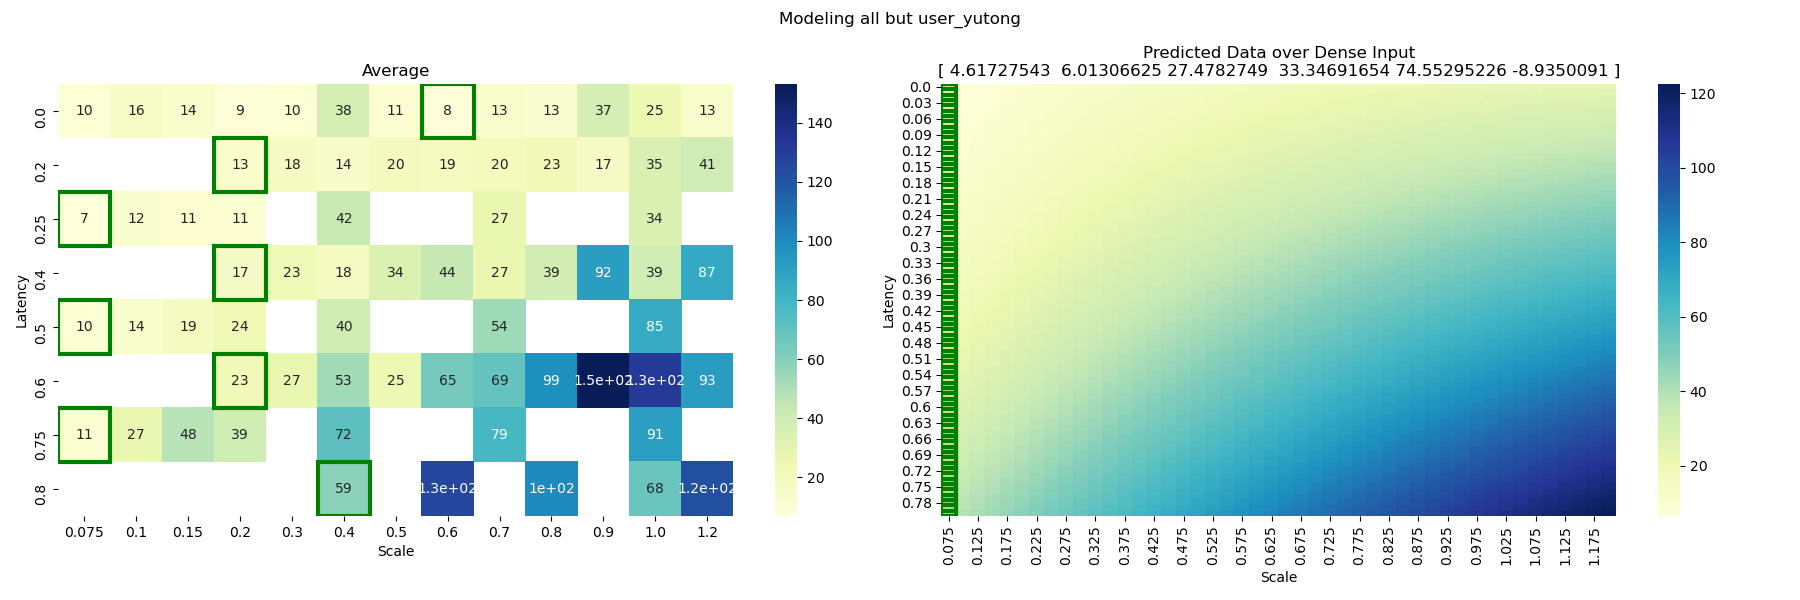 Modeling all but user_yutong
Average
0.0 10 16 14 9 10 38 11 8 13 13 37 25 13
0.2 13 18 14 20 19 20 23 17 35 41
0.25 7 12 11 11 42 27 34
0.4 17 23 18 34 44 27 39 92 39 87
0.5 10 14 19 24 40 54 85
0.6 23 27 53 25 65 69 99 1.5e+02 1.3e+02 93
0.75 11 27 48 39 72 79 91
0.8 59 1.3e+02 1e+02 68 1.2e+02
0.075 0.1 0.15 0.2 0.3 0.4 0.5 0.6 0.7 0.8 0.9 1.0 1.2
Scale
Latency
140
120
100
80
60
40
20
Predicted Data over Dense Input
[ 4.61727543 6.01306625 27.4782749 33.34691654 74.55295226 -8.9350091 ]
0.0
0.03
0.06
0.09
0.12
0.15
0.18
0.21
0.24
0.27
0.3
0.33
0.36
0.39
0.42
0.45
0.48
0.51
0.54
0.57
0.6
0.63
0.66
0.69
0.72
0.75
0.78
Latency
0.075 0.125 0.175 0.225 0.275 0.325 0.375 0.425 0.475 0.525 0.575 0.625 0.675 0.725 0.775 0.825 0.875 0.925 0.975 1.025 1.075 1.125 1.175
Scale
120
100
80
60
40
20